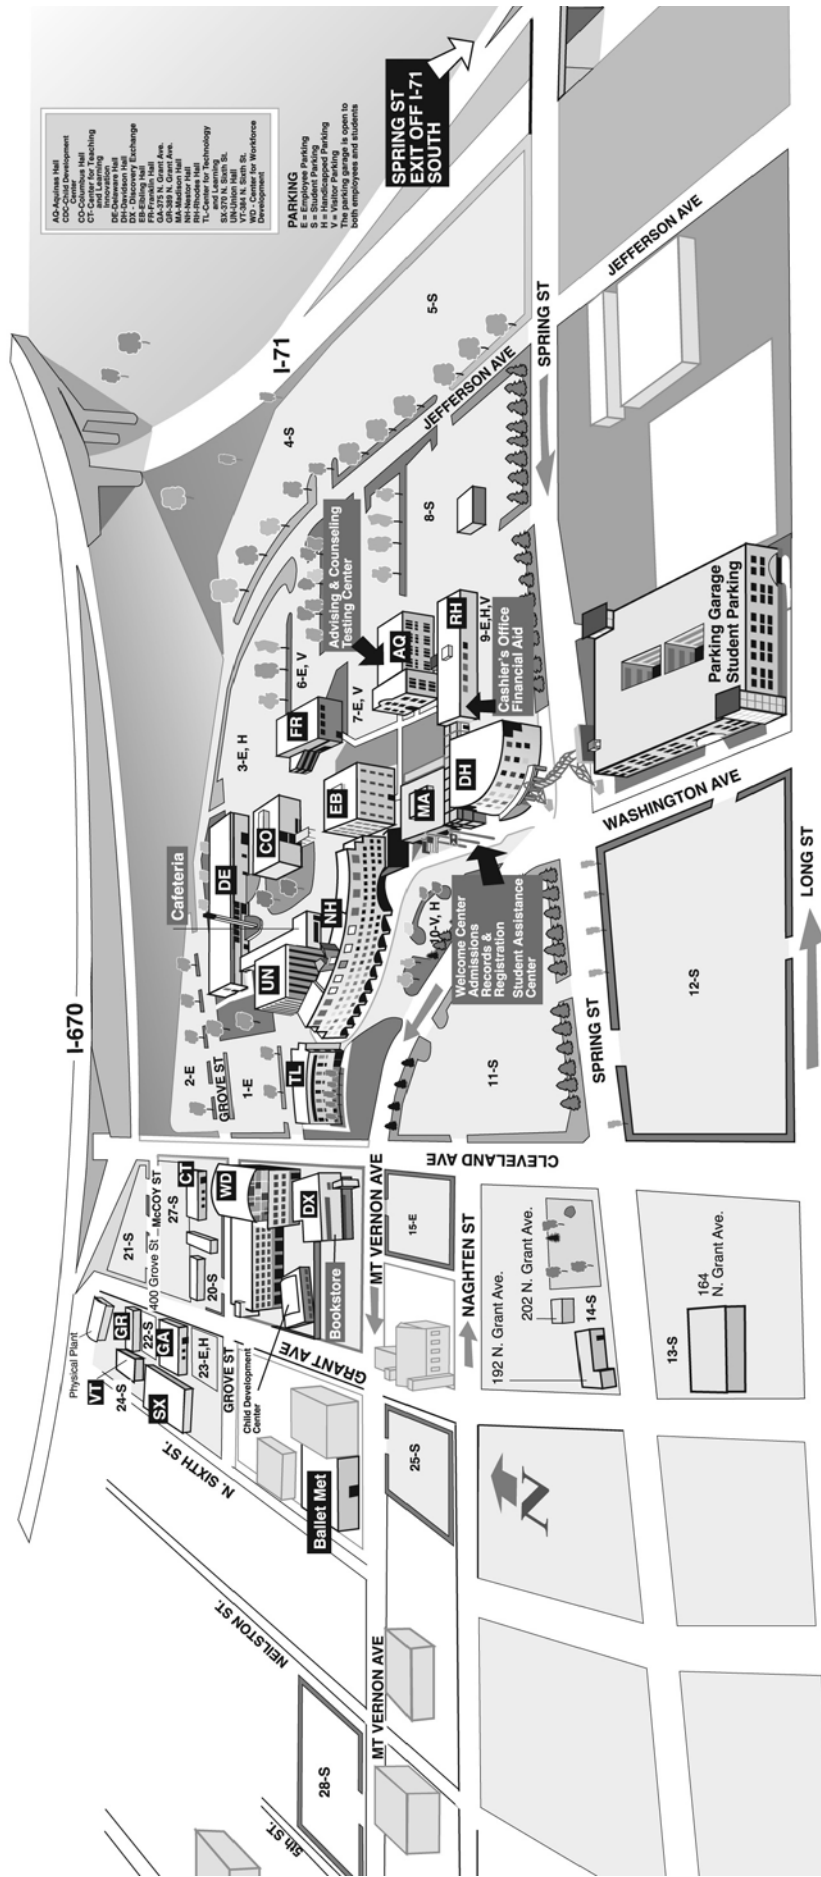 AQ-Aquinas Hall
CDC-Child Development
Center
CO-Columbus Hall
CT-Center for Teaching
and Learning
Innovation
DE-Delaware Hall
DH-Davidson Hall
DX - Discovery Exchange
EB-Eibling Hall
FR-Franklin Hall
GA-375 N. Grant Ave.
GR-389 N. Grant Ave.
MA-Madison Hall
NH-Nestor Hall
RH-Rhodes Hall
TL-Center for Technology
and Learning
SX-370 N. Sixth St.
UN-Union Hall
VT-384 N. Sixth St.
WD - Center for Workforce
Development
PARKING
E = Employee Parking
S = Student Parking
H = Handicapped Parking
V = Visitor Parking
The parking garage is open to
both employees and students
SPRING ST
EXIT OFF I-71
SOUTH
I-670
I-71
5-S
4-S
JEFFERSON AVE
JEFFERSON AVE
SPRING ST
8-S
Advising & Counseling
Testing Center
6-E, V
7-E, V
3-E, H
9-E,H,V
AQ
RH
FR
Cashier's Office
Financial Aid
Parking Garage
Student Parking
EB
MA
DH
CO
DE
Cafeteria
NH
UN
TL
10-V, H
Welcome Center
Admissions
Records &
Registration
Student Assistance
Center
WASHINGTON AVE
LONG ST
12-S
SPRING ST
11-S
2-E
GROVE ST
1-E
CLEVELAND AVE
MT VERNON AVE
NAGHTEN ST
15-E
21-S
McCOY ST
400 Grove St
27-S
CT
WD
DX
20-S
Bookstore
Physical Plant
GR
22-S
GA
23-E,H
VT
24-S
SX
GROVE ST
GRANT AVE
Child Development
Center
N. SIXTH ST.
Ballet Met
25-S
192 N. Grant Ave.
202 N. Grant Ave.
14-S
13-S
164
N. Grant Ave.
N
NEILSTON ST.
MT VERNON AVE
28-S
5th ST.